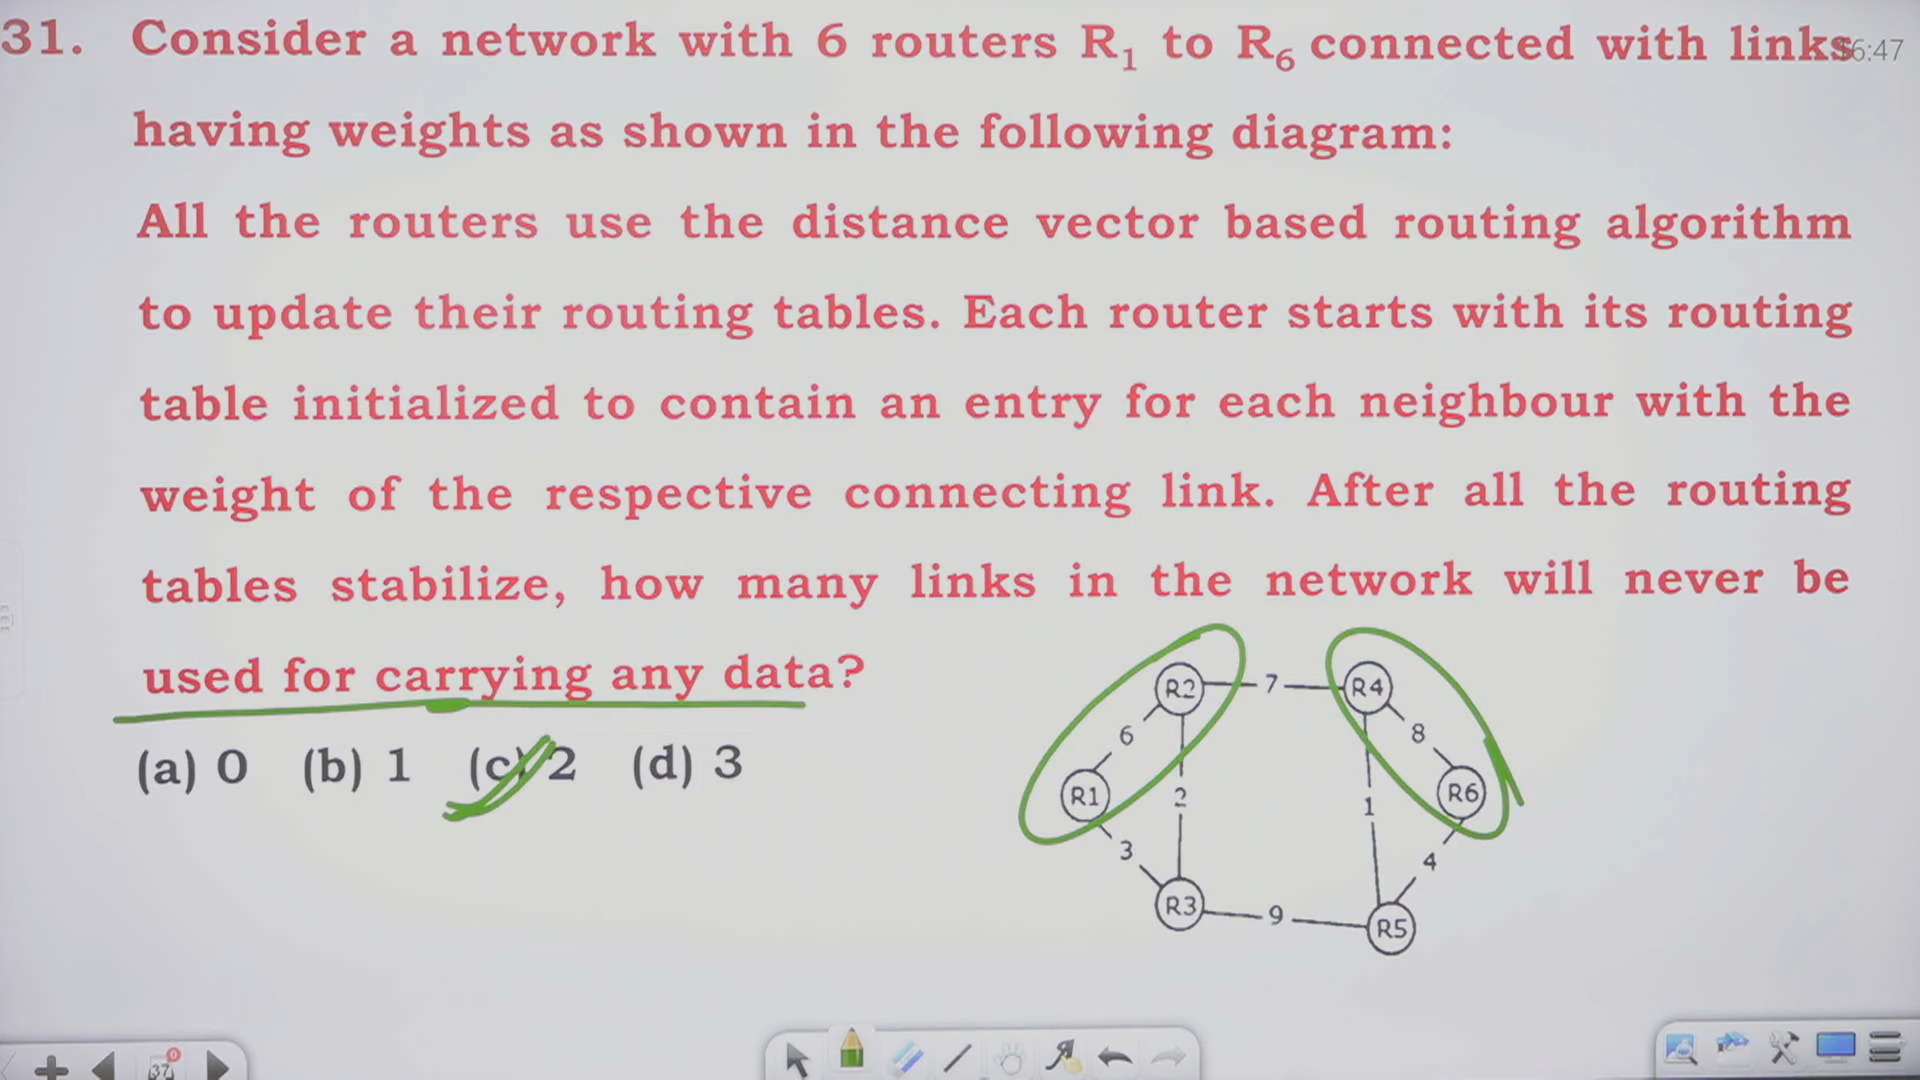 31. Consider a network with 6 routers R1 to R6 connected with links
6:47
having weights as shown in the following diagram:
All the routers use the distance vector based routing algorithm
to update their routing tables. Each router starts with its routing
table initialized to contain an entry for each neighbour with the
weight of the respective connecting link. After all the routing
tables stabilize, how many links in the network will never be
used for carrying any data?
(a) 0 (b) 1 (c) 2 (d) 3
R2 7 R4
6 8
R1 2 1 R6
3 4
R3 9 R5
37
0